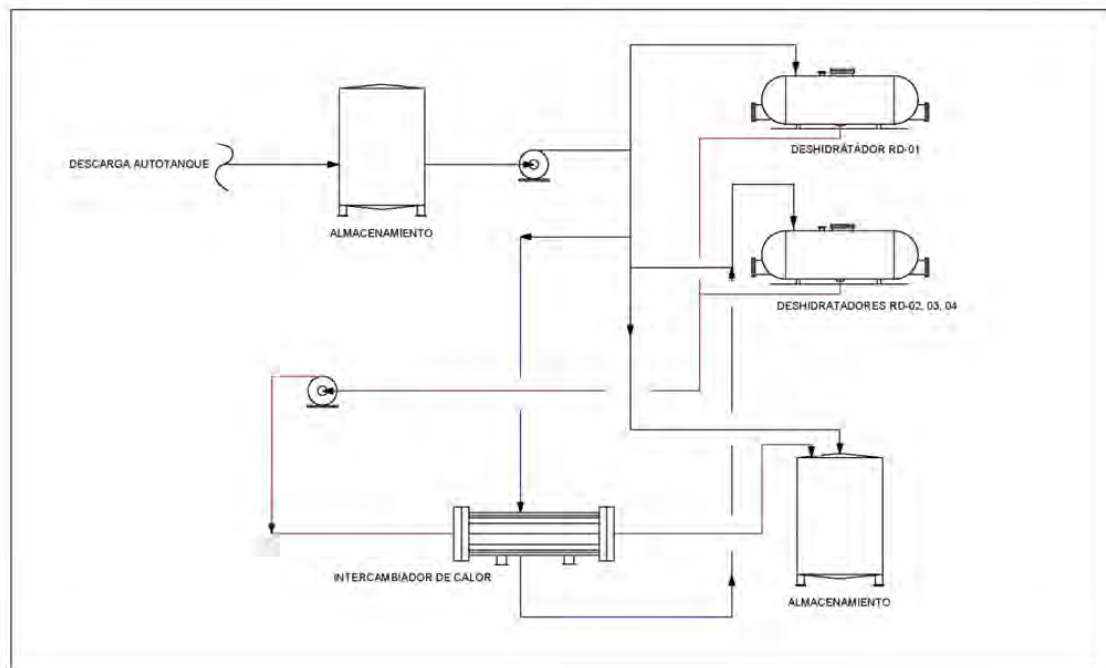 DESHIDRATADOR RD-01
DESCARGA AUTOTANQUE
ALMACENAMIENTO
DESHIDRATADORES RD-02, 03, 04
INTERCAMBIADOR DE CALOR
ALMACENAMIENTO